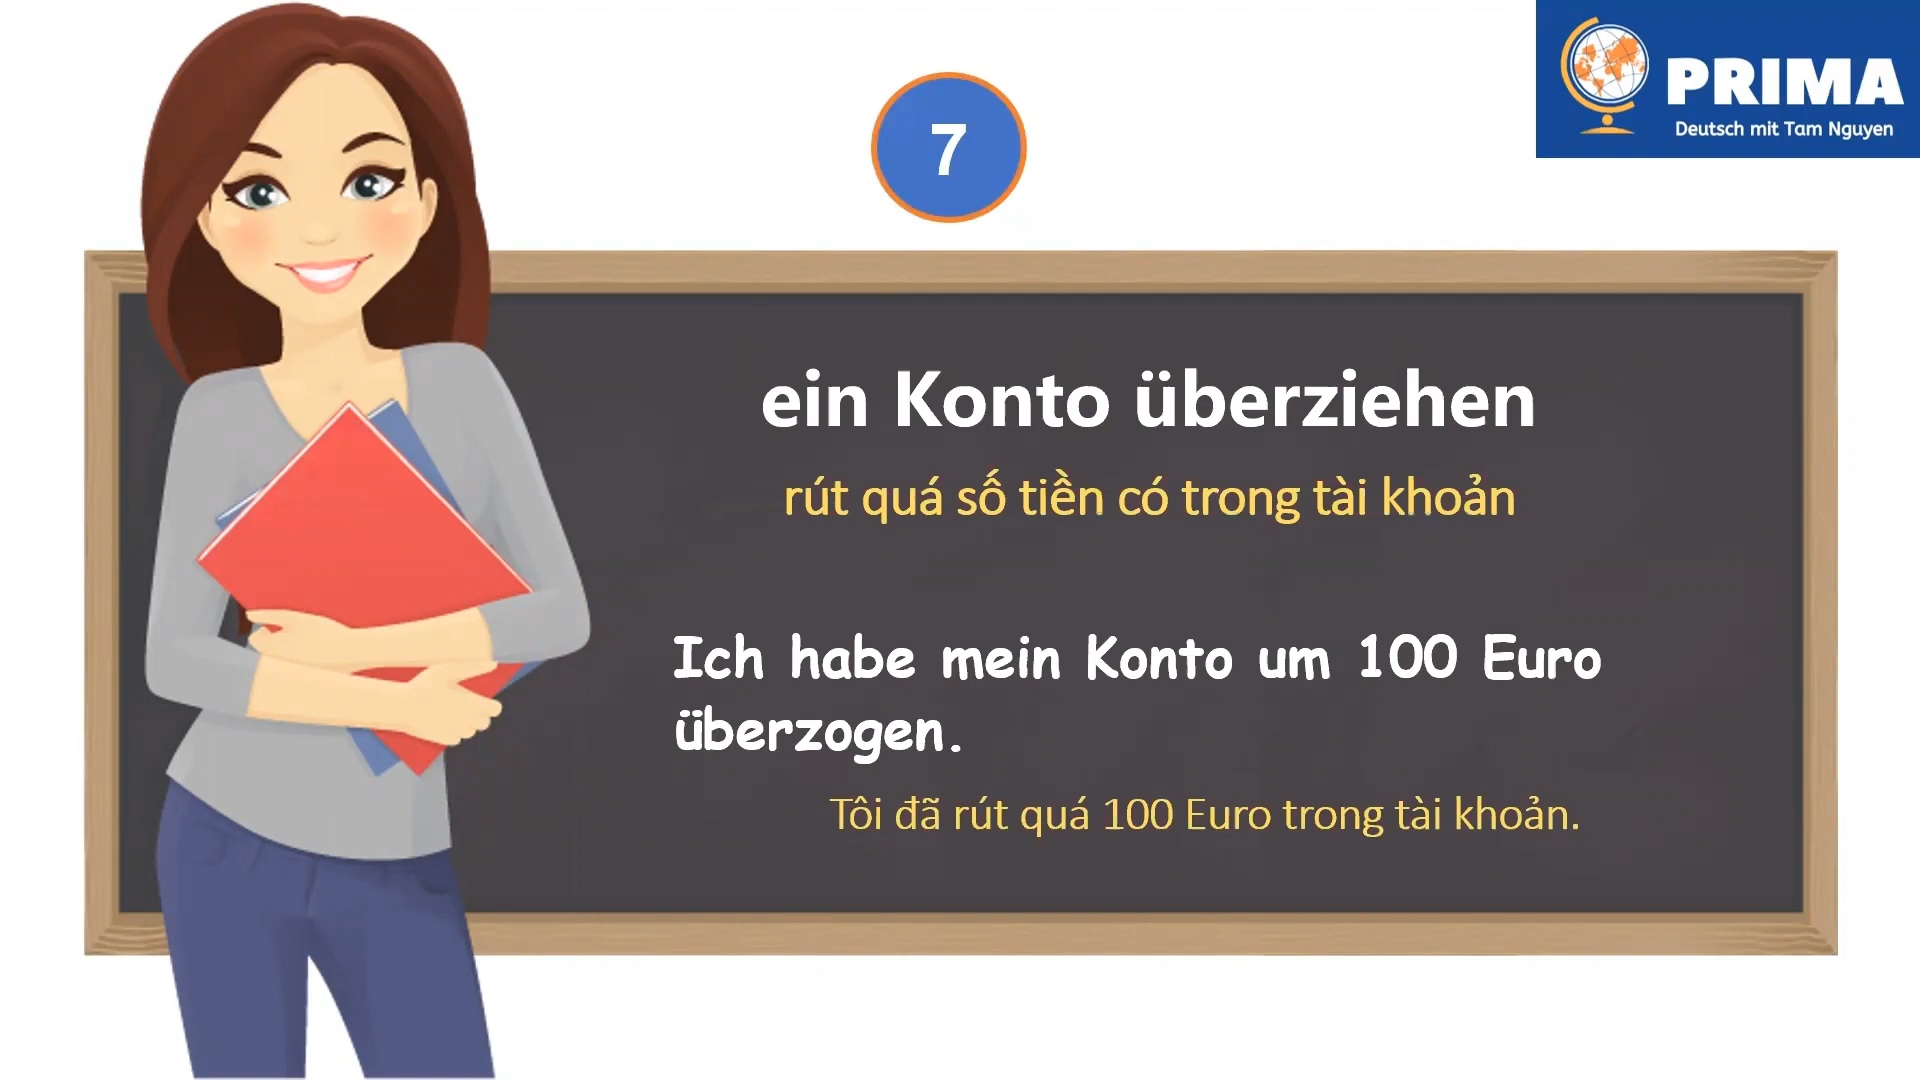 PRIMA
Deutsch mit Tam Nguyen
7
ein Konto überziehen
rút quá số tiền có trong tài khoản
Ich habe mein Konto um 100 Euro
überzogen.
Tôi đã rút quá 100 Euro trong tài khoản.